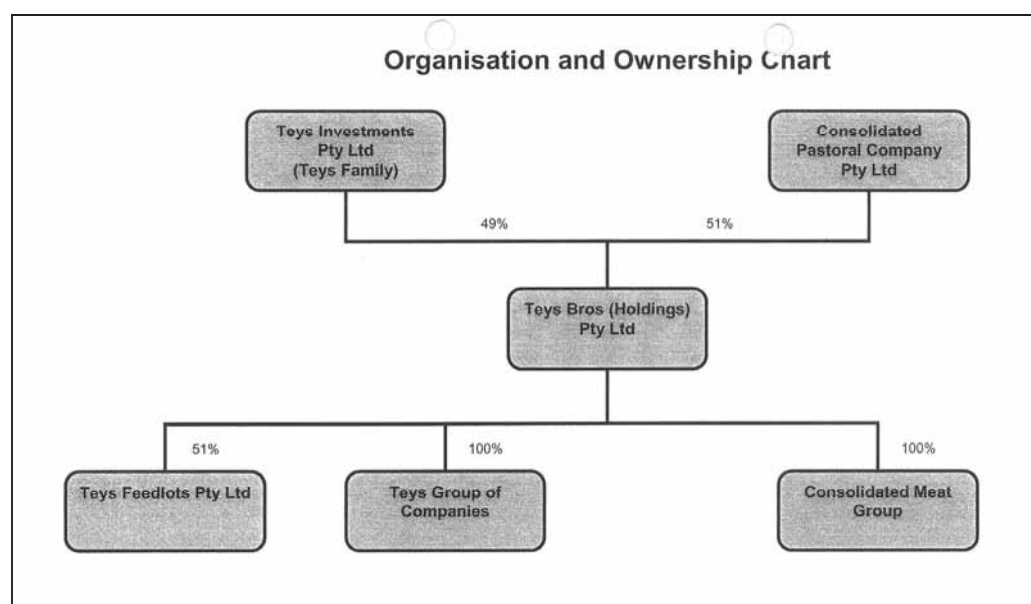 Organisation and Ownership Chart
Teys Investments
Pty Ltd
(Teys Family)
Consolidated
Pastoral Company
Pty Ltd
49%
51%
Teys Bros (Holdings)
Pty Ltd
51%
100%
100%
Teys Feedlots Pty Ltd
Teys Group of
Companies
Consolidated Meat
Group